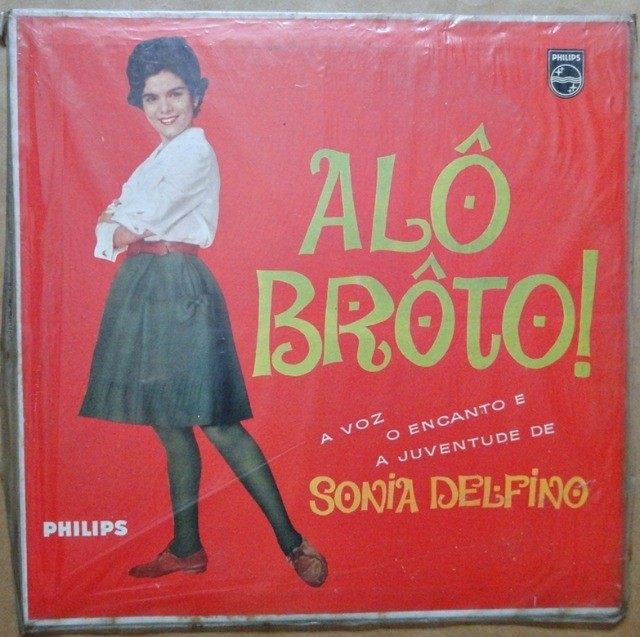 PHILIPS
ALÔ
BRÔTO!
A VOZ
O ENCANTO E
A JUVENTUDE DE
SONIA DELFINO
PHILIPS